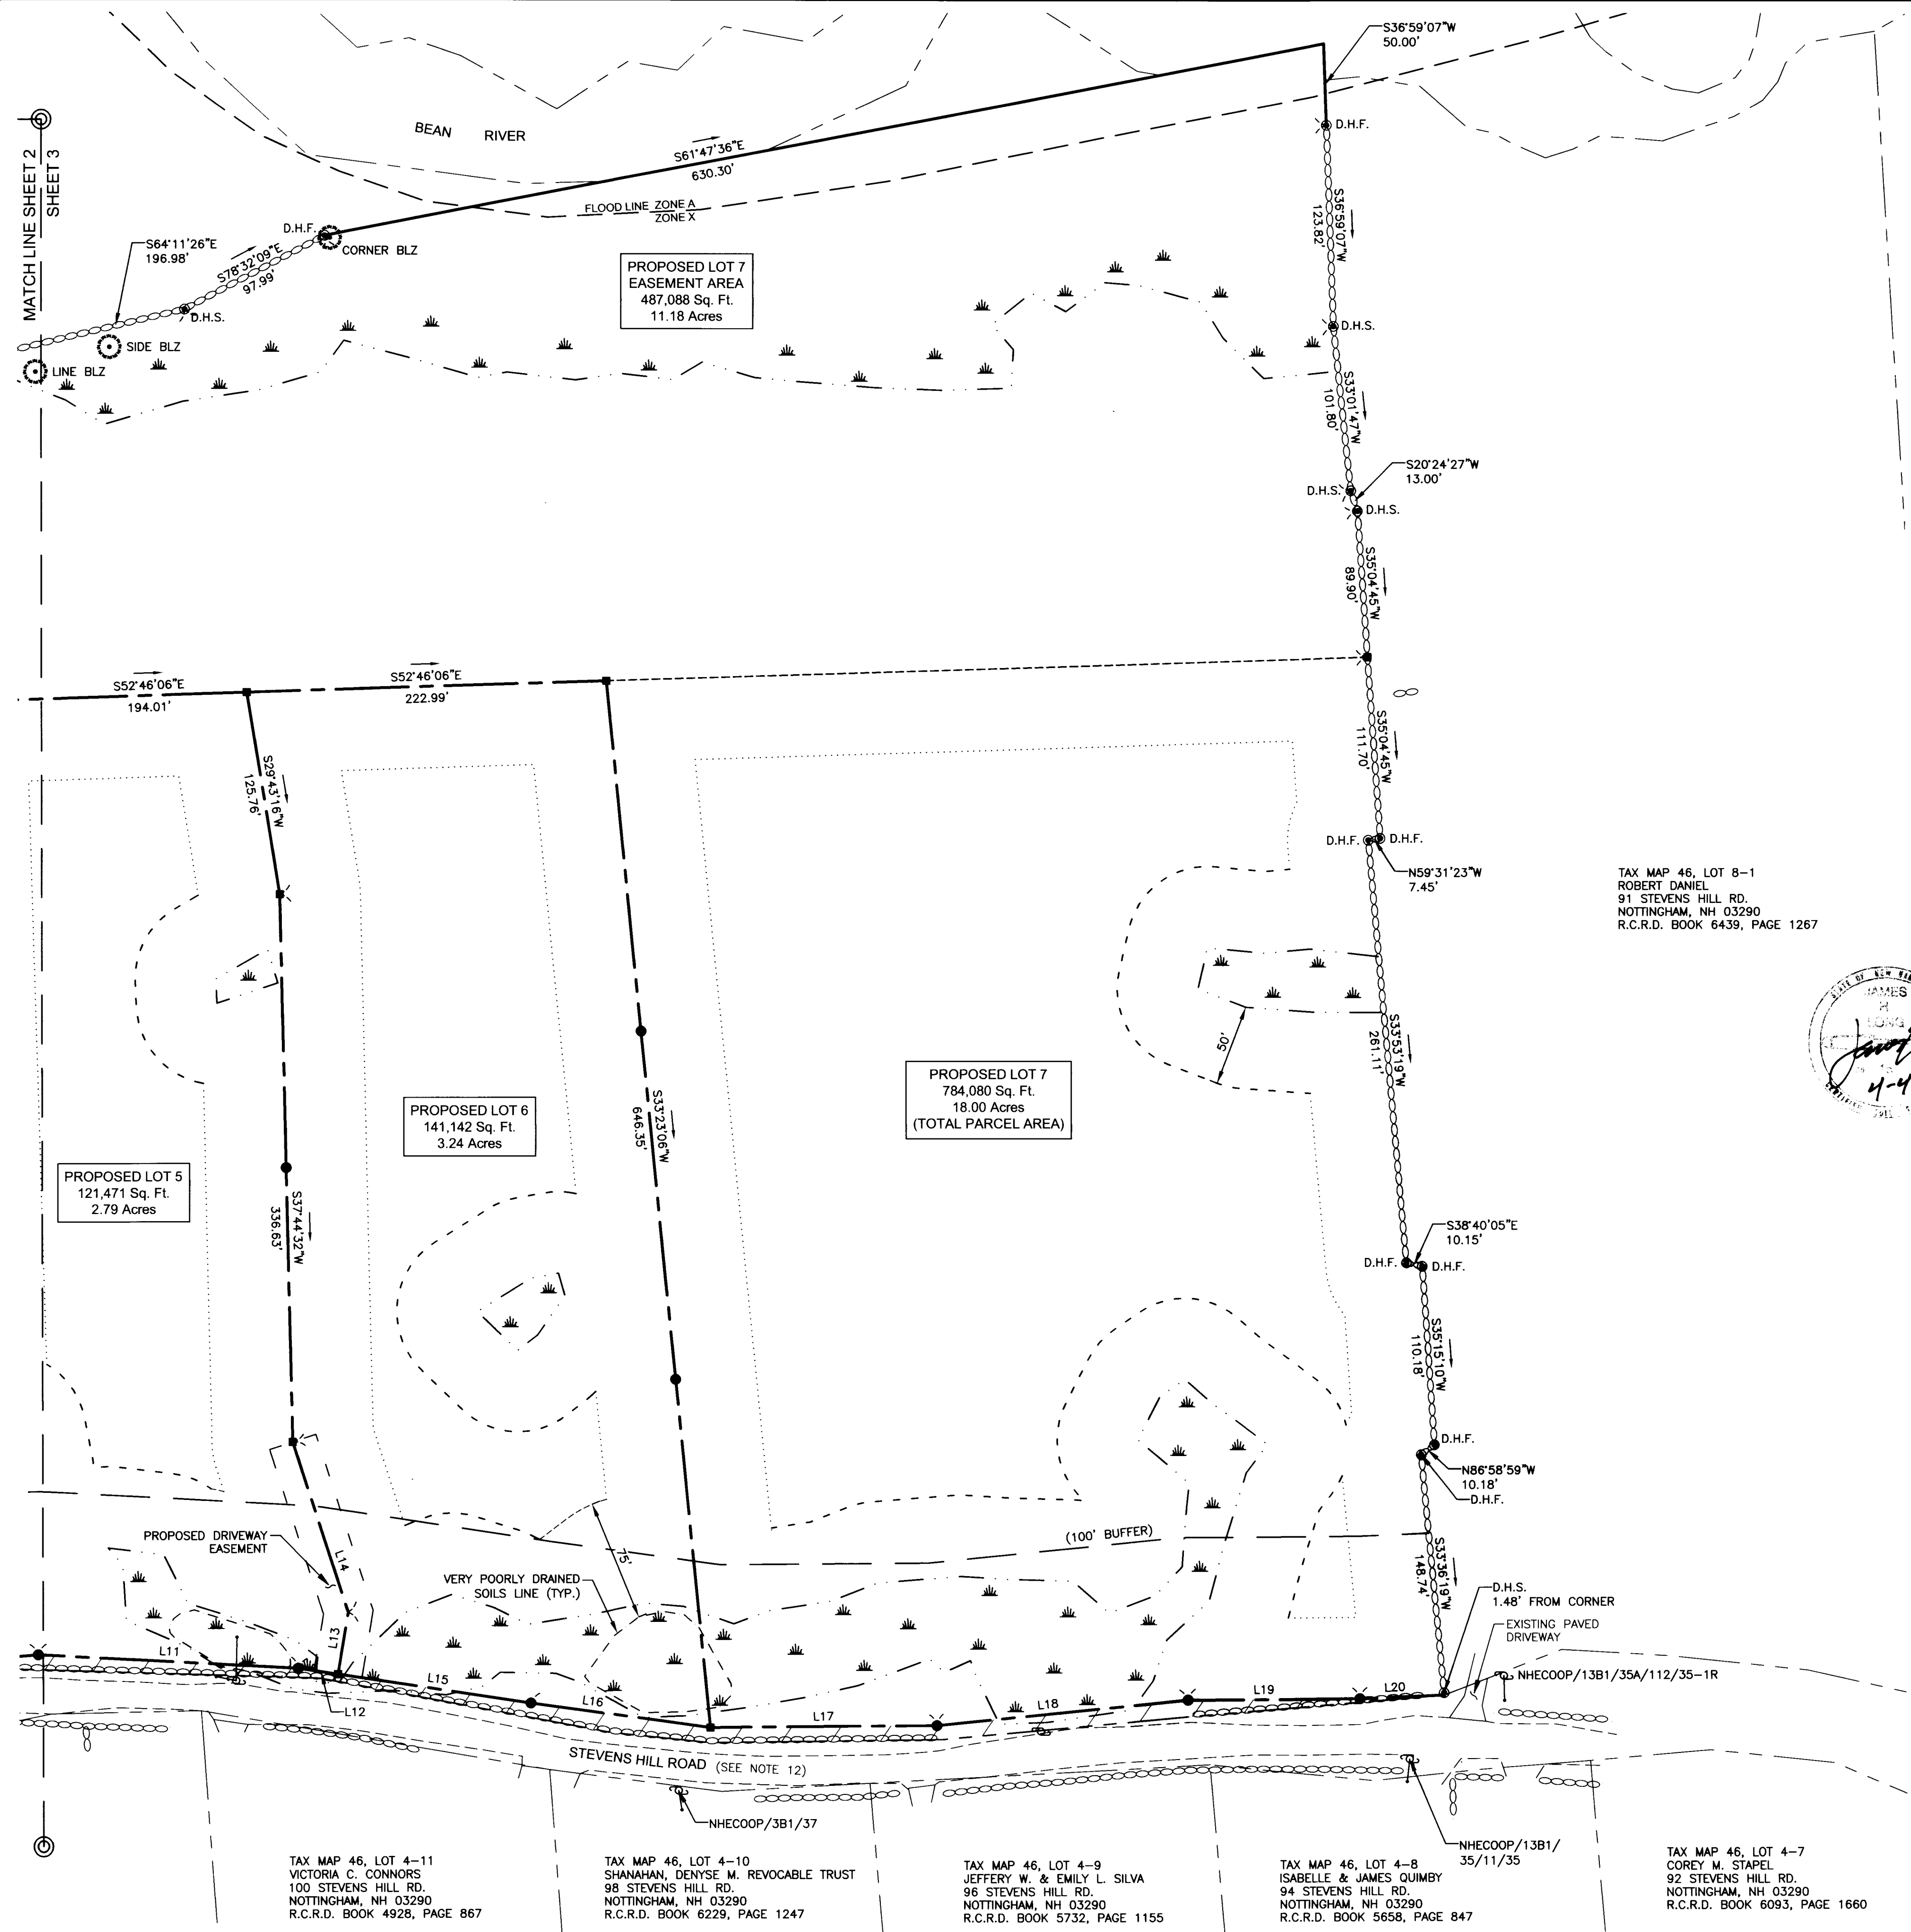 S36°59'07"W
50.00'
D.H.F.
BEAN RIVER
S61°47'36"E
630.30'
FLOOD LINE ZONE A
ZONE X
MATCH LINE SHEET 2
SHEET 3
S64°11'26"E
196.98'
S78°32'09"E
97.99'
D.H.F.
CORNER BLZ
D.H.S.
SIDE BLZ
LINE BLZ
PROPOSED LOT 7
EASEMENT AREA
487,088 Sq. Ft.
11.18 Acres
S36°59'07"W
123.82'
D.H.S.
S33°01'47"W
101.80'
S20°24'27"W
13.00'
D.H.S.
D.H.S.
S35°04'45"W
89.90'
S52°46'06"E
194.01'
S52°46'06"E
222.99'
S35°04'45"W
111.70'
S29°43'16"W
125.76'
D.H.F.
D.H.F.
N59°31'23"W
7.45'
TAX MAP 46, LOT 8-1
ROBERT DANIEL
91 STEVENS HILL RD.
NOTTINGHAM, NH 03290
R.C.R.D. BOOK 6439, PAGE 1267
JAMES
LONG
4-4
50'
S33°53'19"W
261.11'
PROPOSED LOT 7
784,080 Sq. Ft.
18.00 Acres
(TOTAL PARCEL AREA)
S33°23'06"W
646.35'
PROPOSED LOT 6
141,142 Sq. Ft.
3.24 Acres
PROPOSED LOT 5
121,471 Sq. Ft.
2.79 Acres
S37°44'32"W
336.63'
S38°40'05"E
10.15'
D.H.F.
D.H.F.
S35°15'10"W
110.18'
D.H.F.
N86°58'59"W
10.18'
D.H.F.
PROPOSED DRIVEWAY
EASEMENT
L14
75'
(100' BUFFER)
VERY POORLY DRAINED
SOILS LINE (TYP.)
S33°36'19"W
148.74'
D.H.S.
1.48' FROM CORNER
EXISTING PAVED
DRIVEWAY
L11
L13
L12
L15
L16
L17
L18
L19
L20
NHECOOP/13B1/35A/112/35-1R
STEVENS HILL ROAD (SEE NOTE 12)
NHECOOP/3B1/37
NHECOOP/13B1/
35/11/35
TAX MAP 46, LOT 4-11
VICTORIA C. CONNORS
100 STEVENS HILL RD.
NOTTINGHAM, NH 03290
R.C.R.D. BOOK 4928, PAGE 867
TAX MAP 46, LOT 4-10
SHANAHAN, DENYSE M. REVOCABLE TRUST
98 STEVENS HILL RD.
NOTTINGHAM, NH 03290
R.C.R.D. BOOK 6229, PAGE 1247
TAX MAP 46, LOT 4-9
JEFFERY W. & EMILY L. SILVA
96 STEVENS HILL RD.
NOTTINGHAM, NH 03290
R.C.R.D. BOOK 5732, PAGE 1155
TAX MAP 46, LOT 4-8
ISABELLE & JAMES QUIMBY
94 STEVENS HILL RD.
NOTTINGHAM, NH 03290
R.C.R.D. BOOK 5658, PAGE 847
TAX MAP 46, LOT 4-7
COREY M. STAPEL
92 STEVENS HILL RD.
NOTTINGHAM, NH 03290
R.C.R.D. BOOK 6093, PAGE 1660